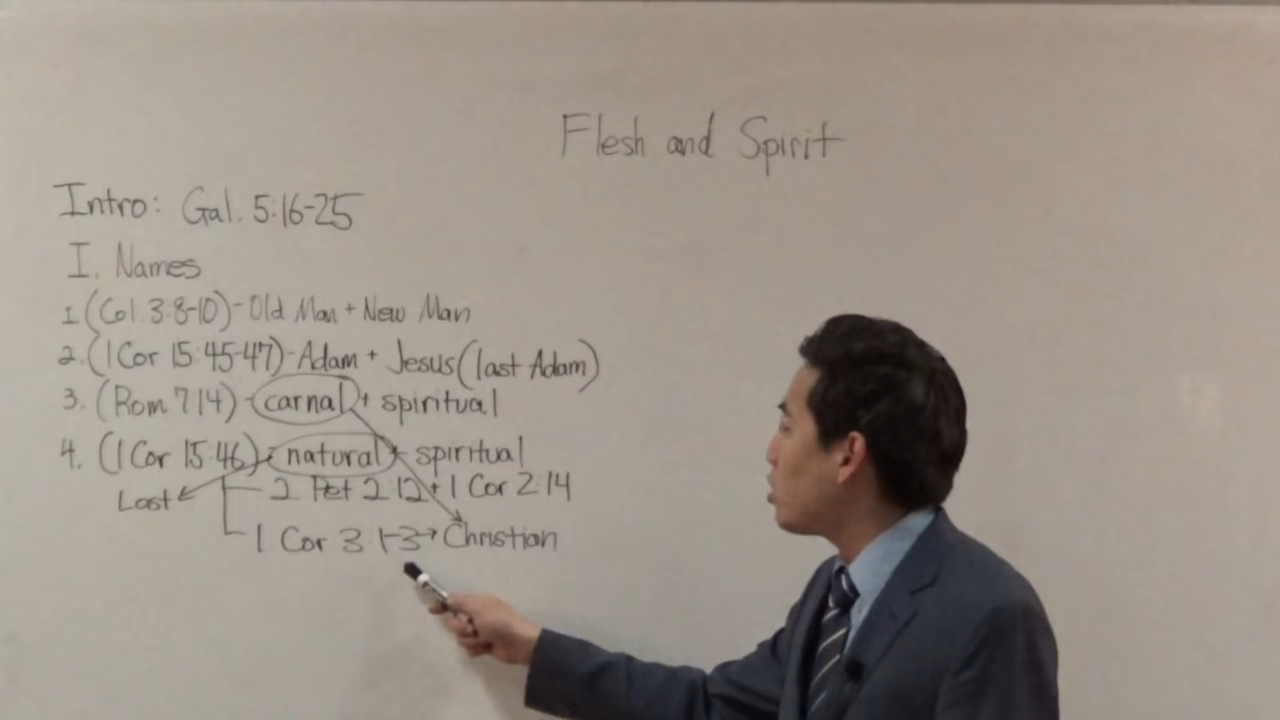 Flesh and Spirit
Intro: Gal. 5:16-25
I. Names
1 (Col 3:8-10) - Old Man + New Man
2. (1 Cor 15:45-47) - Adam + Jesus (last Adam)
3. (Rom 7:14) - carnal + spiritual
4. (1 Cor 15:46) - natural + spiritual
Lost 2 Pet 2:12 + 1 Cor 2:14
1 Cor 3:1-3 → Christian